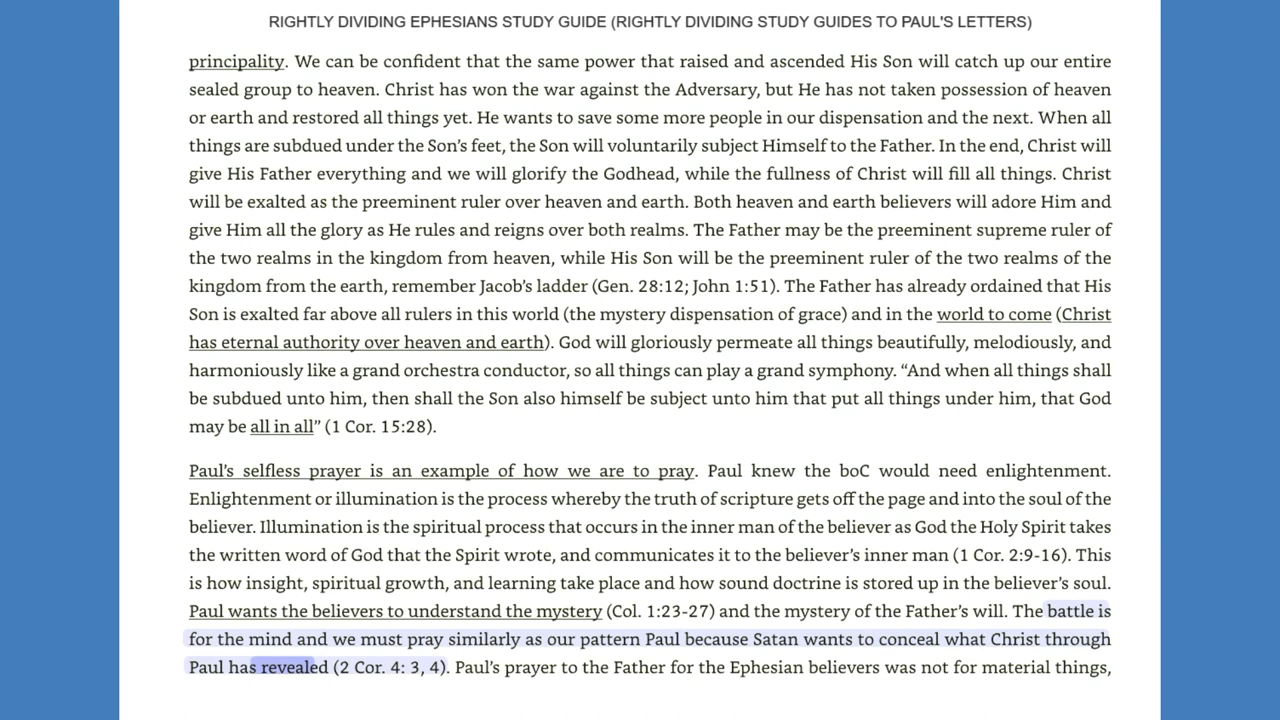 RIGHTLY DIVIDING EPHESIANS STUDY GUIDE (RIGHTLY DIVIDING STUDY GUIDES TO PAUL'S LETTERS)
principality. We can be confident that the same power that raised and ascended His Son will catch up our entire
sealed group to heaven. Christ has won the war against the Adversary, but He has not taken possession of heaven
or earth and restored all things yet. He wants to save some more people in our dispensation and the next. When all
things are subdued under the Son’s feet, the Son will voluntarily subject Himself to the Father. In the end, Christ will
give His Father everything and we will glorify the Godhead, while the fullness of Christ will fill all things. Christ
will be exalted as the preeminent ruler over heaven and earth. Both heaven and earth believers will adore Him and
give Him all the glory as He rules and reigns over both realms. The Father may be the preeminent supreme ruler of
the two realms in the kingdom from heaven, while His Son will be the preeminent ruler of the two realms of the
kingdom from the earth, remember Jacob’s ladder (Gen. 28:12; John 1:51). The Father has already ordained that His
Son is exalted far above all rulers in this world (the mystery dispensation of grace) and in the world to come (Christ
has eternal authority over heaven and earth). God will gloriously permeate all things beautifully, melodiously, and
harmoniously like a grand orchestra conductor, so all things can play a grand symphony. “And when all things shall
be subdued unto him, then shall the Son also himself be subject unto him that put all things under him, that God
may be all in all” (1 Cor. 15:28).
Paul’s selfless prayer is an example of how we are to pray. Paul knew the boC would need enlightenment.
Enlightenment or illumination is the process whereby the truth of scripture gets off the page and into the soul of the
believer. Illumination is the spiritual process that occurs in the inner man of the believer as God the Holy Spirit takes
the written word of God that the Spirit wrote, and communicates it to the believer’s inner man (1 Cor. 2:9-16). This
is how insight, spiritual growth, and learning take place and how sound doctrine is stored up in the believer’s soul.
Paul wants the believers to understand the mystery (Col. 1:23-27) and the mystery of the Father’s will. The battle is
for the mind and we must pray similarly as our pattern Paul because Satan wants to conceal what Christ through
Paul has revealed (2 Cor. 4: 3, 4). Paul’s prayer to the Father for the Ephesian believers was not for material things,